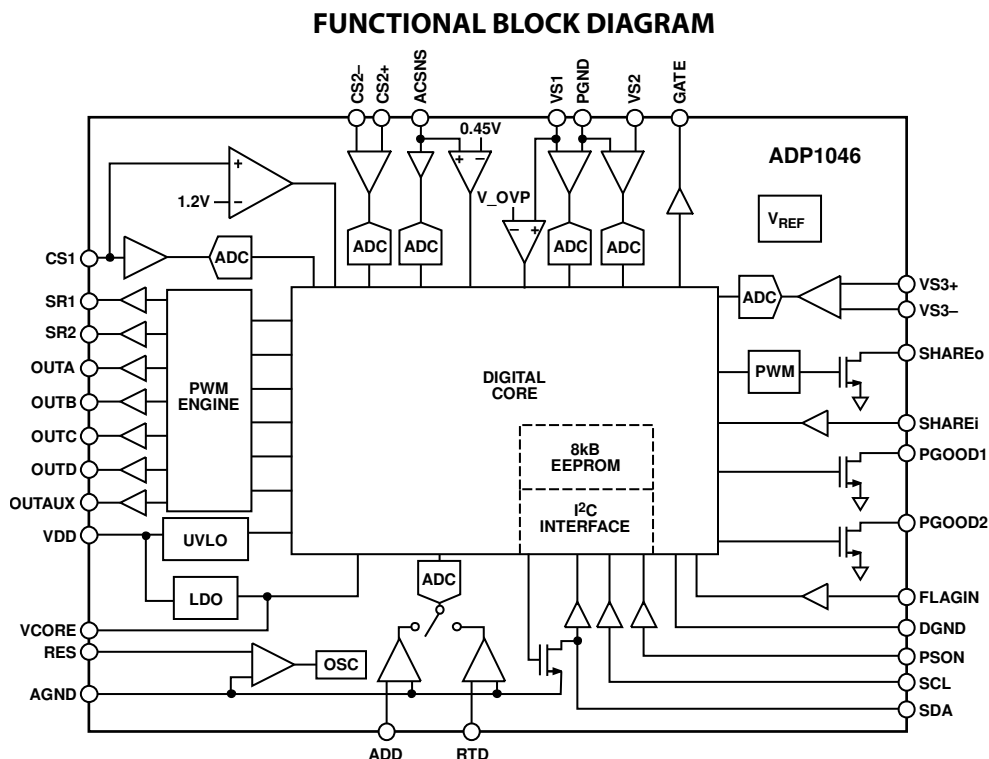 FUNCTIONAL BLOCK DIAGRAM
CS2–
CS2+
ACSNS
VS1
PGND
VS2
GATE
0.45V
ADP1046
+
+ –
1.2V
–
V_OVP
– +
VREF
CS1
ADC
ADC
ADC
ADC
ADC
ADC
VS3+
VS3–
SR1
SR2
OUTA
OUTB
OUTC
OUTD
OUTAUX
PWM
ENGINE
DIGITAL
CORE
PWM
SHAREo
SHAREi
8kB
EEPROM
PGOOD1
I2C
INTERFACE
PGOOD2
VDD
UVLO
ADC
LDO
FLAGIN
VCORE
DGND
RES
OSC
PSON
AGND
SCL
SDA
ADD
RTD